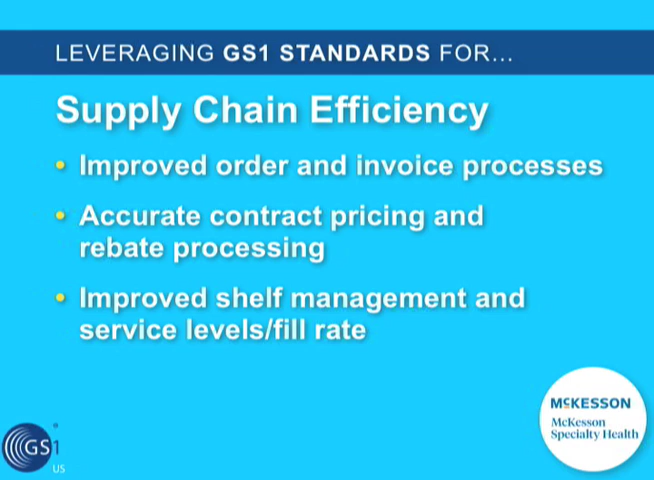 LEVERAGING GS1 STANDARDS FOR...
Supply Chain Efficiency
• Improved order and invoice processes
• Accurate contract pricing and
rebate processing
• Improved shelf management and
service levels/fill rate
MCKESSON
McKesson
Specialty Health
GS1
®
US